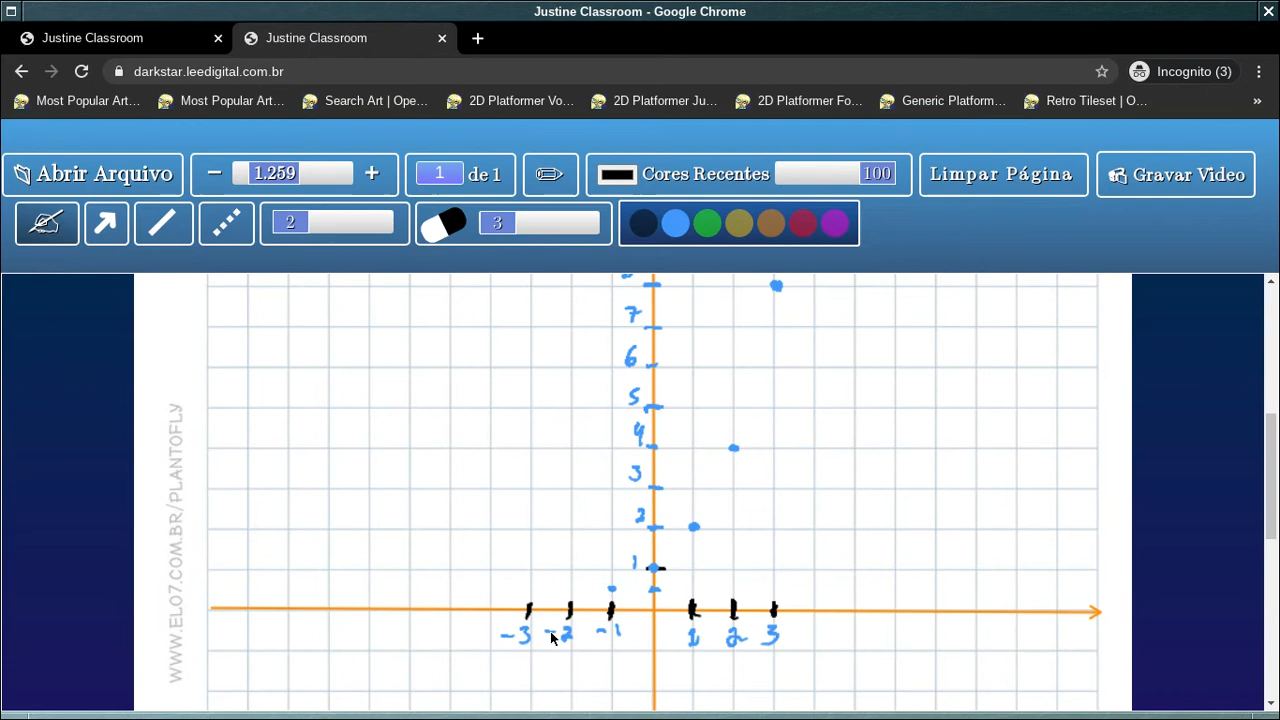 Justine Classroom - Google Chrome
Justine Classroom
Justine Classroom
darkstar.leedigital.com.br
Incognito (3)
Most Popular Art...
Most Popular Art...
Search Art | Ope...
2D Platformer Vo...
2D Platformer Ju...
2D Platformer Fo...
Generic Platform...
Retro Tileset | O...
»
Abrir Arquivo
− 1.259 +
1 de 1
Cores Recentes 100
Limpar Página
Gravar Video
2
3
7
6
5
4
3
2
1
-3 -2 -1 1 2 3
WWW.ELO7.COM.BR/PLANTOFLY